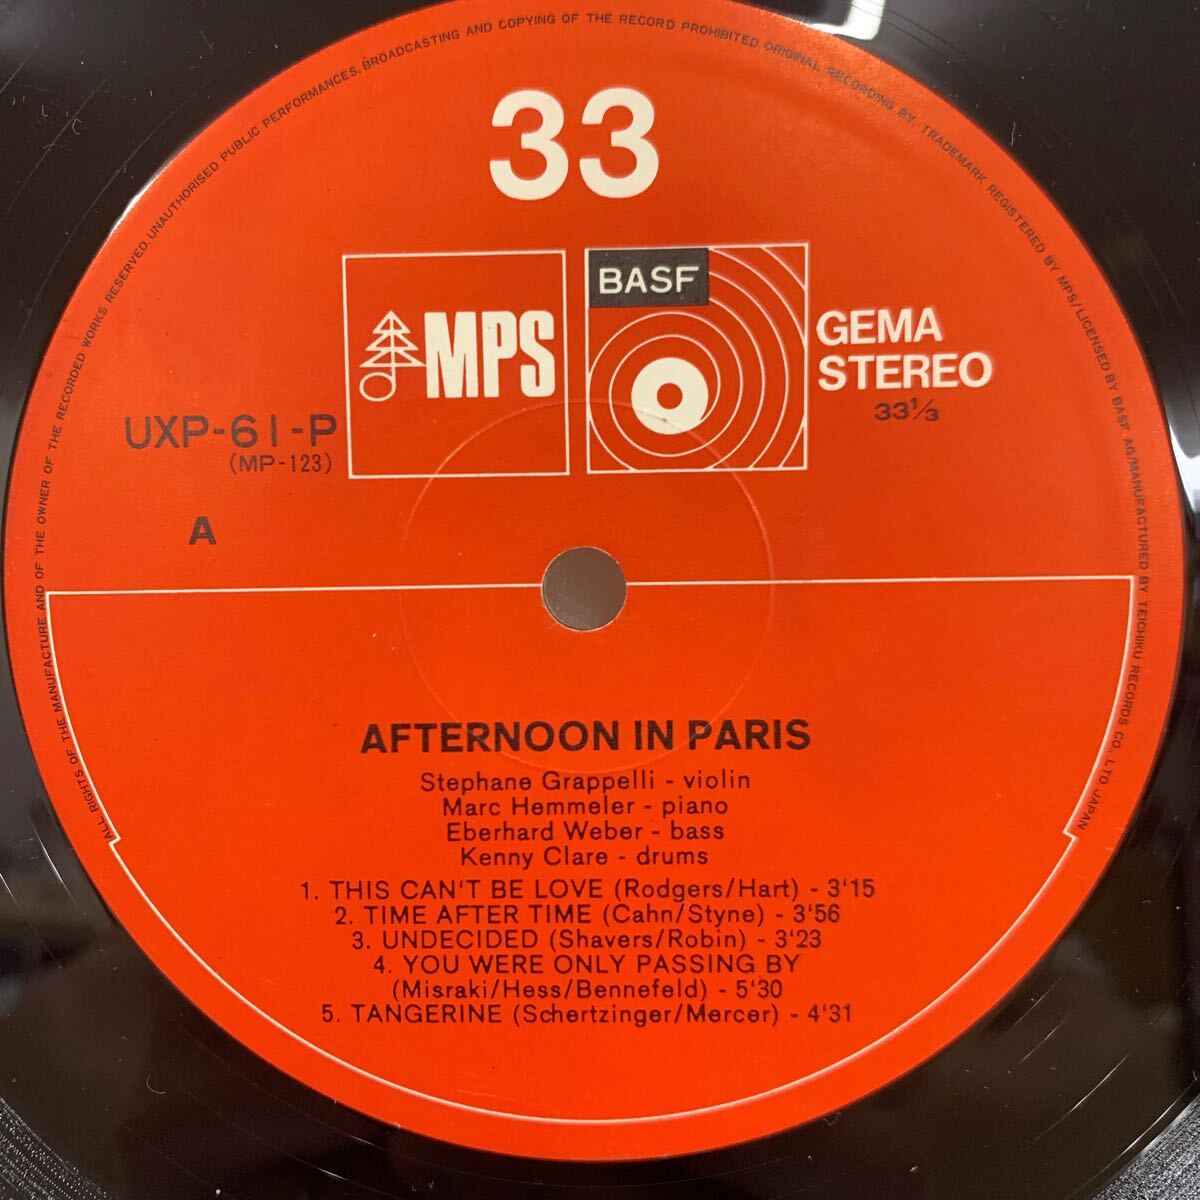 ALL RIGHTS OF THE MANUFACTURE AND OF THE OWNER OF THE RECORDED WORKS RESERVED. UNAUTHORISED PUBLIC PERFORMANCES, BROADCASTING AND COPYING OF THE RECORD PROHIBITED. ORIGINAL RECORDING BY, TRADEMARK REGISTERED BY MPS/LICENSED BY BASF AG/MANUFACTURED BY TEICHIKU RECORDS CO., LTD. JAPAN
33
MPS
BASF
GEMA
STEREO
33⅓
UXP-61-P
(MP-123)
A
AFTERNOON IN PARIS
Stephane Grappelli - violin
Marc Hemmeler - piano
Eberhard Weber - bass
Kenny Clare - drums
1. THIS CAN'T BE LOVE (Rodgers/Hart) - 3'15
2. TIME AFTER TIME (Cahn/Styne) - 3'56
3. UNDECIDED (Shavers/Robin) - 3'23
4. YOU WERE ONLY PASSING BY
(Misraki/Hess/Bennefeld) - 5'30
5. TANGERINE (Schertzinger/Mercer) - 4'31